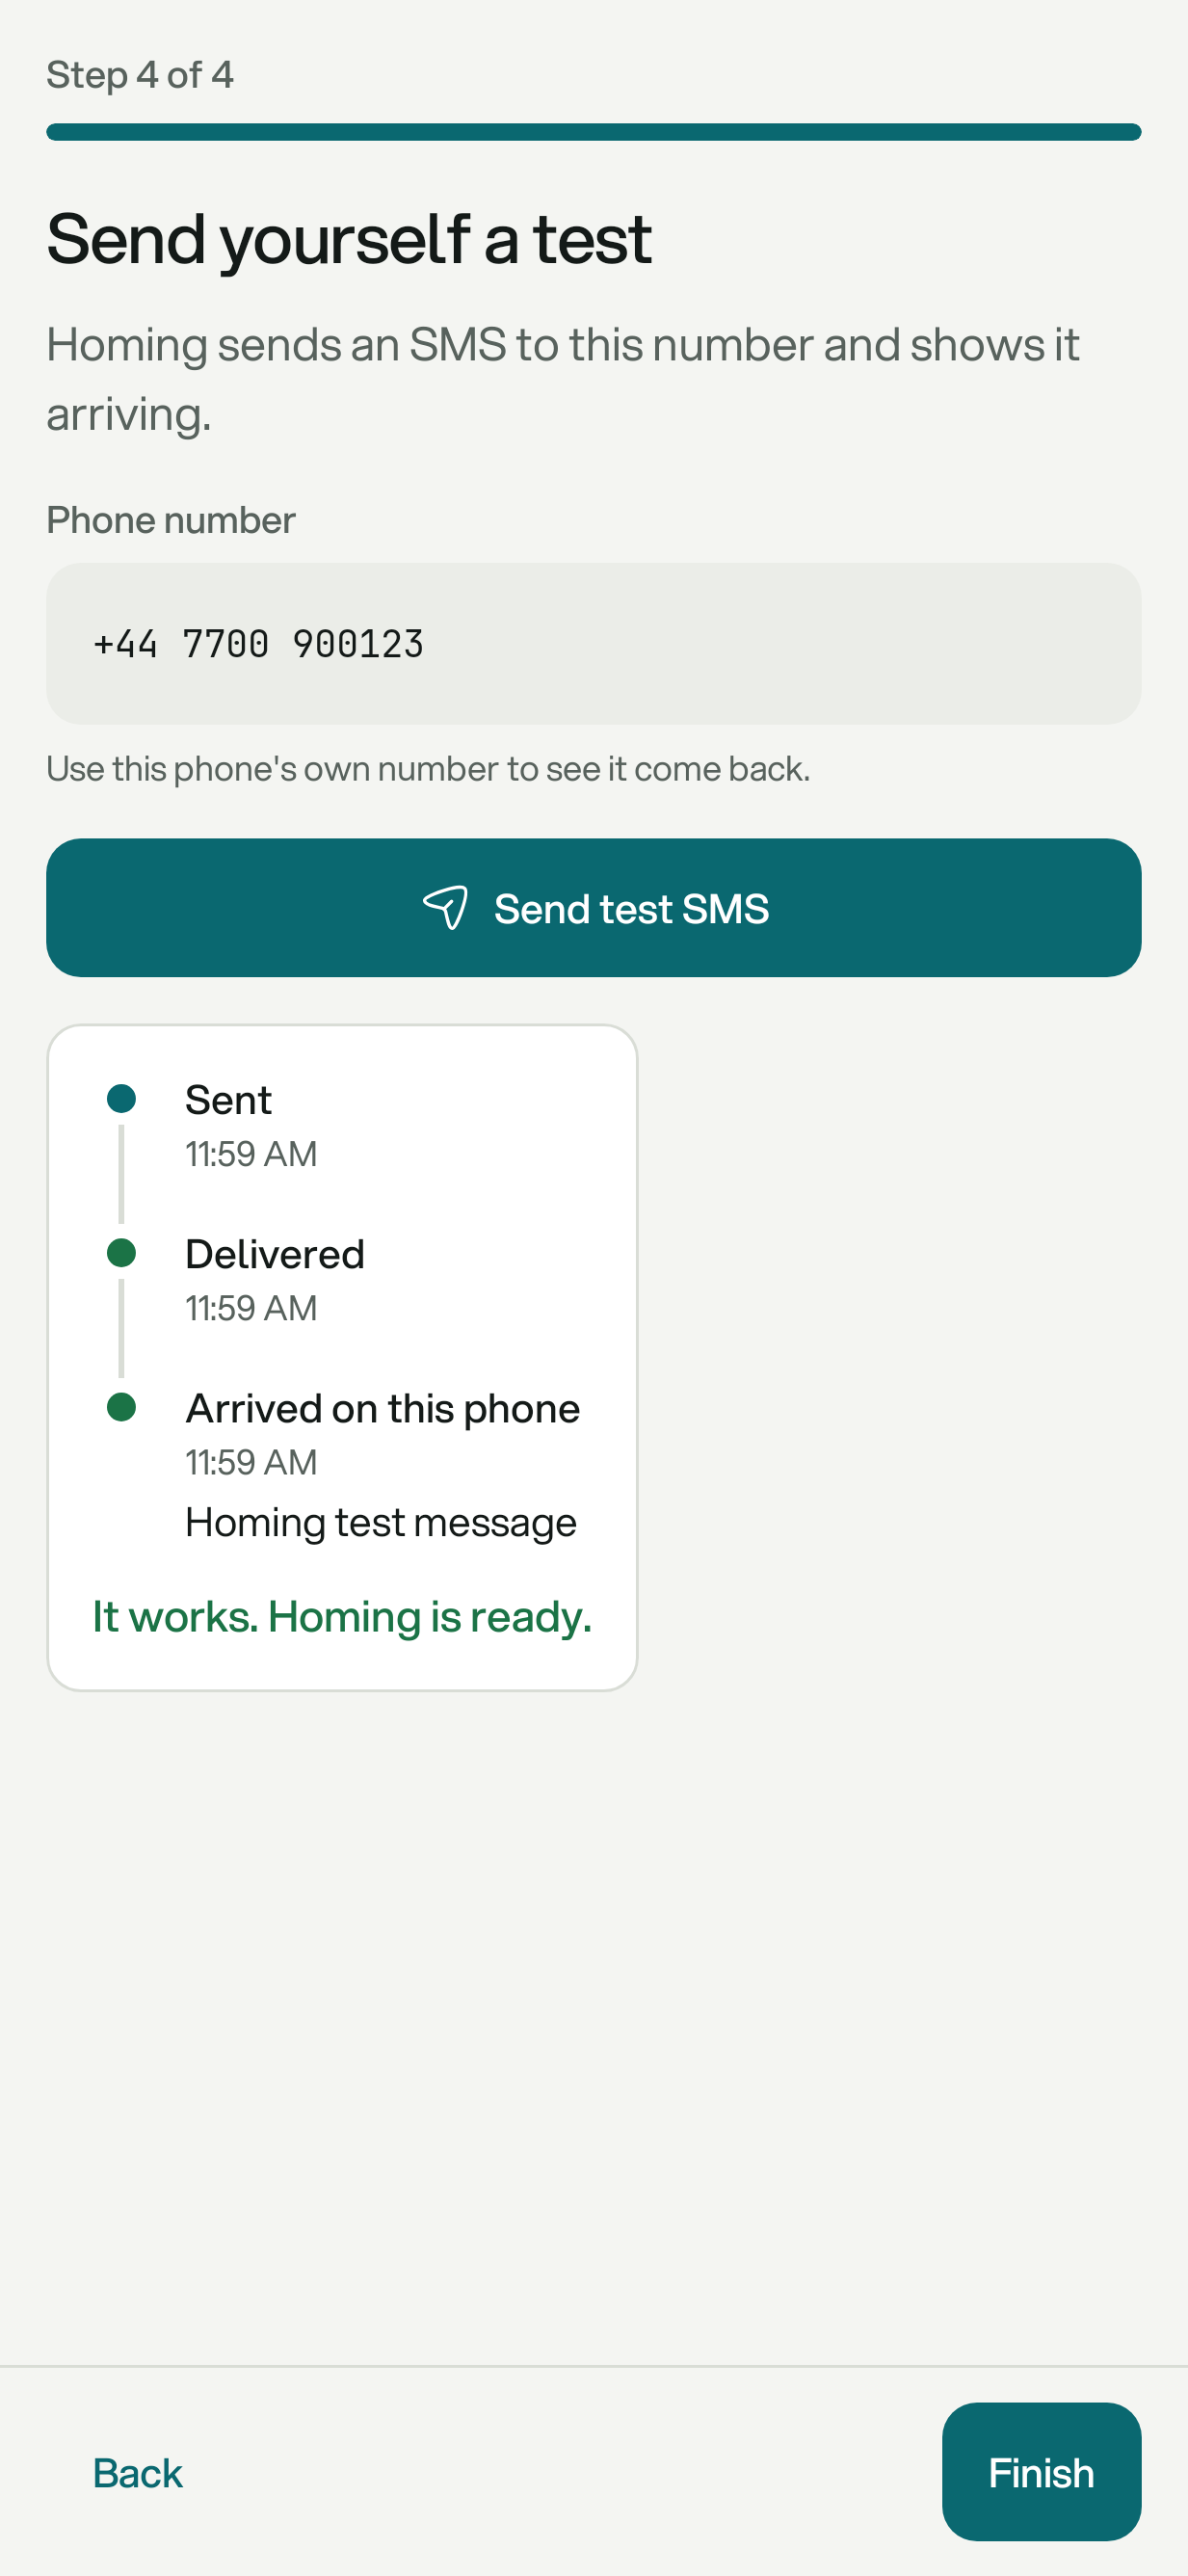 Step 4 of 4
Send yourself a test
Homing sends an SMS to this number and shows it
arriving.
Phone number
+44 7700 900123
Use this phone's own number to see it come back.
Send test SMS
Sent
11:59 AM
Delivered
11:59 AM
Arrived on this phone
11:59 AM
Homing test message
It works. Homing is ready.
Back
Finish